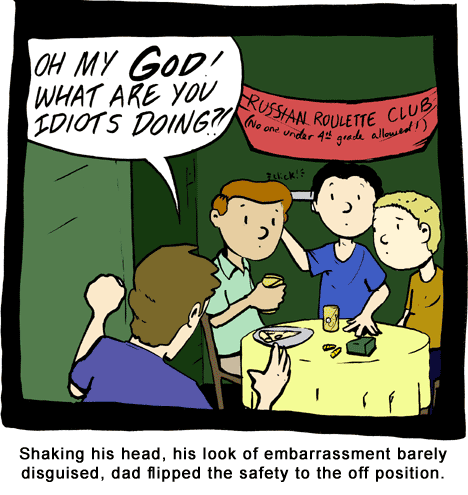 OH MY GOD!
WHAT ARE YOU
IDIOTS DOING?!
RUSSIAN ROULETTE CLUB
(No one under 4th grade allowed!)
click!
Shaking his head, his look of embarrassment barely
disguised, dad flipped the safety to the off position.